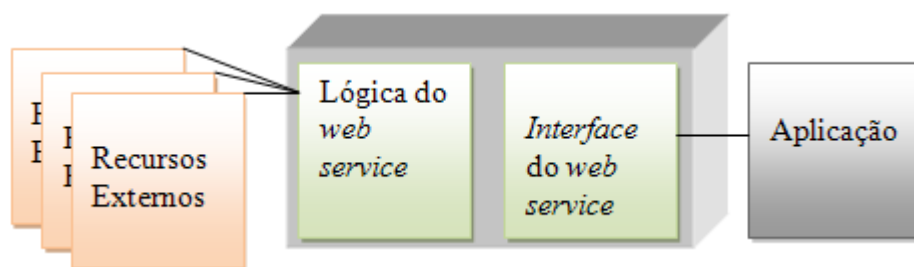 Recursos
Externos
Lógica do
web
service
Interface
do web
service
Aplicação